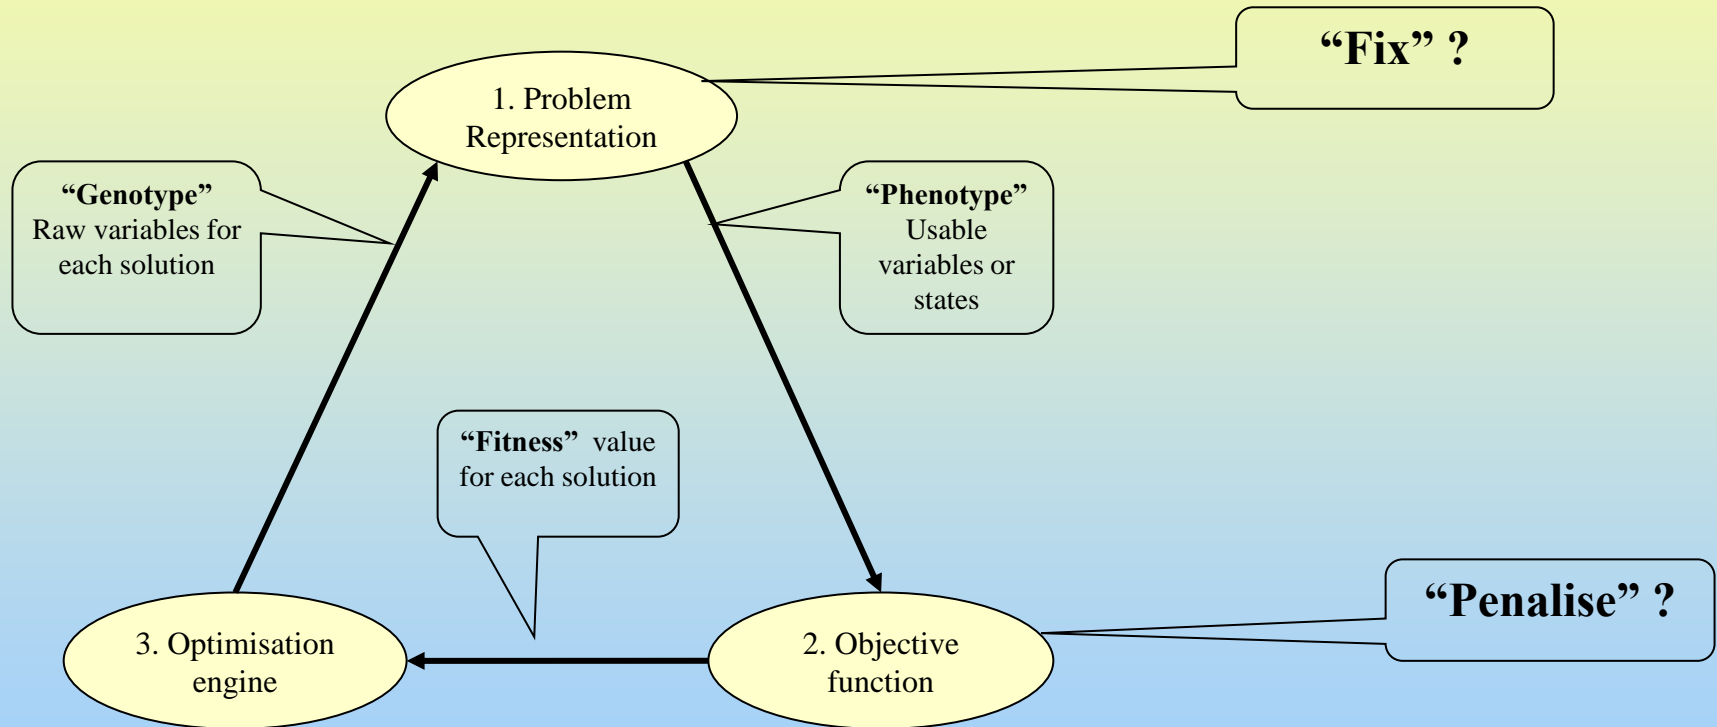 “Fix” ?
1. Problem
Representation
“Genotype”
Raw variables for
each solution
“Phenotype”
Usable
variables or
states
“Fitness” value
for each solution
“Penalise” ?
3. Optimisation
engine
2. Objective
function